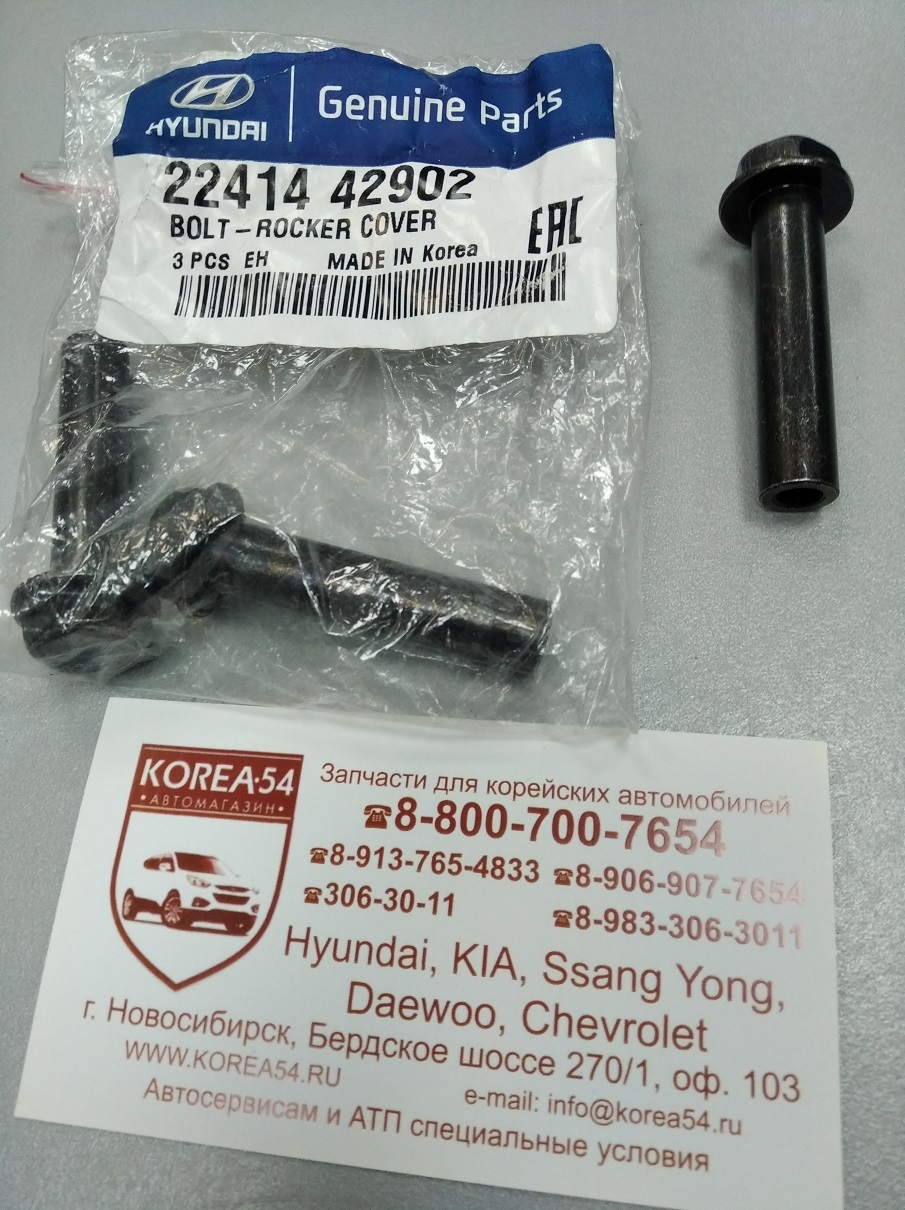 HYUNDAI
Genuine Parts
22414 42902
BOLT-ROCKER COVER
3 PCS EH MADE IN Korea
EAC
KOREA·54
•АВТОМАГАЗИН•
Запчасти для корейских автомобилей
☎8-800-700-7654
☎8-913-765-4833 ☎8-906-907-7654
☎306-30-11 ☎8-983-306-3011
Hyundai, KIA, Ssang Yong,
Daewoo, Chevrolet
г. Новосибирск, Бердское шоссе 270/1, оф. 103
WWW.KOREA54.RU
e-mail: info@korea54.ru
Автосервисам и АТП специальные условия